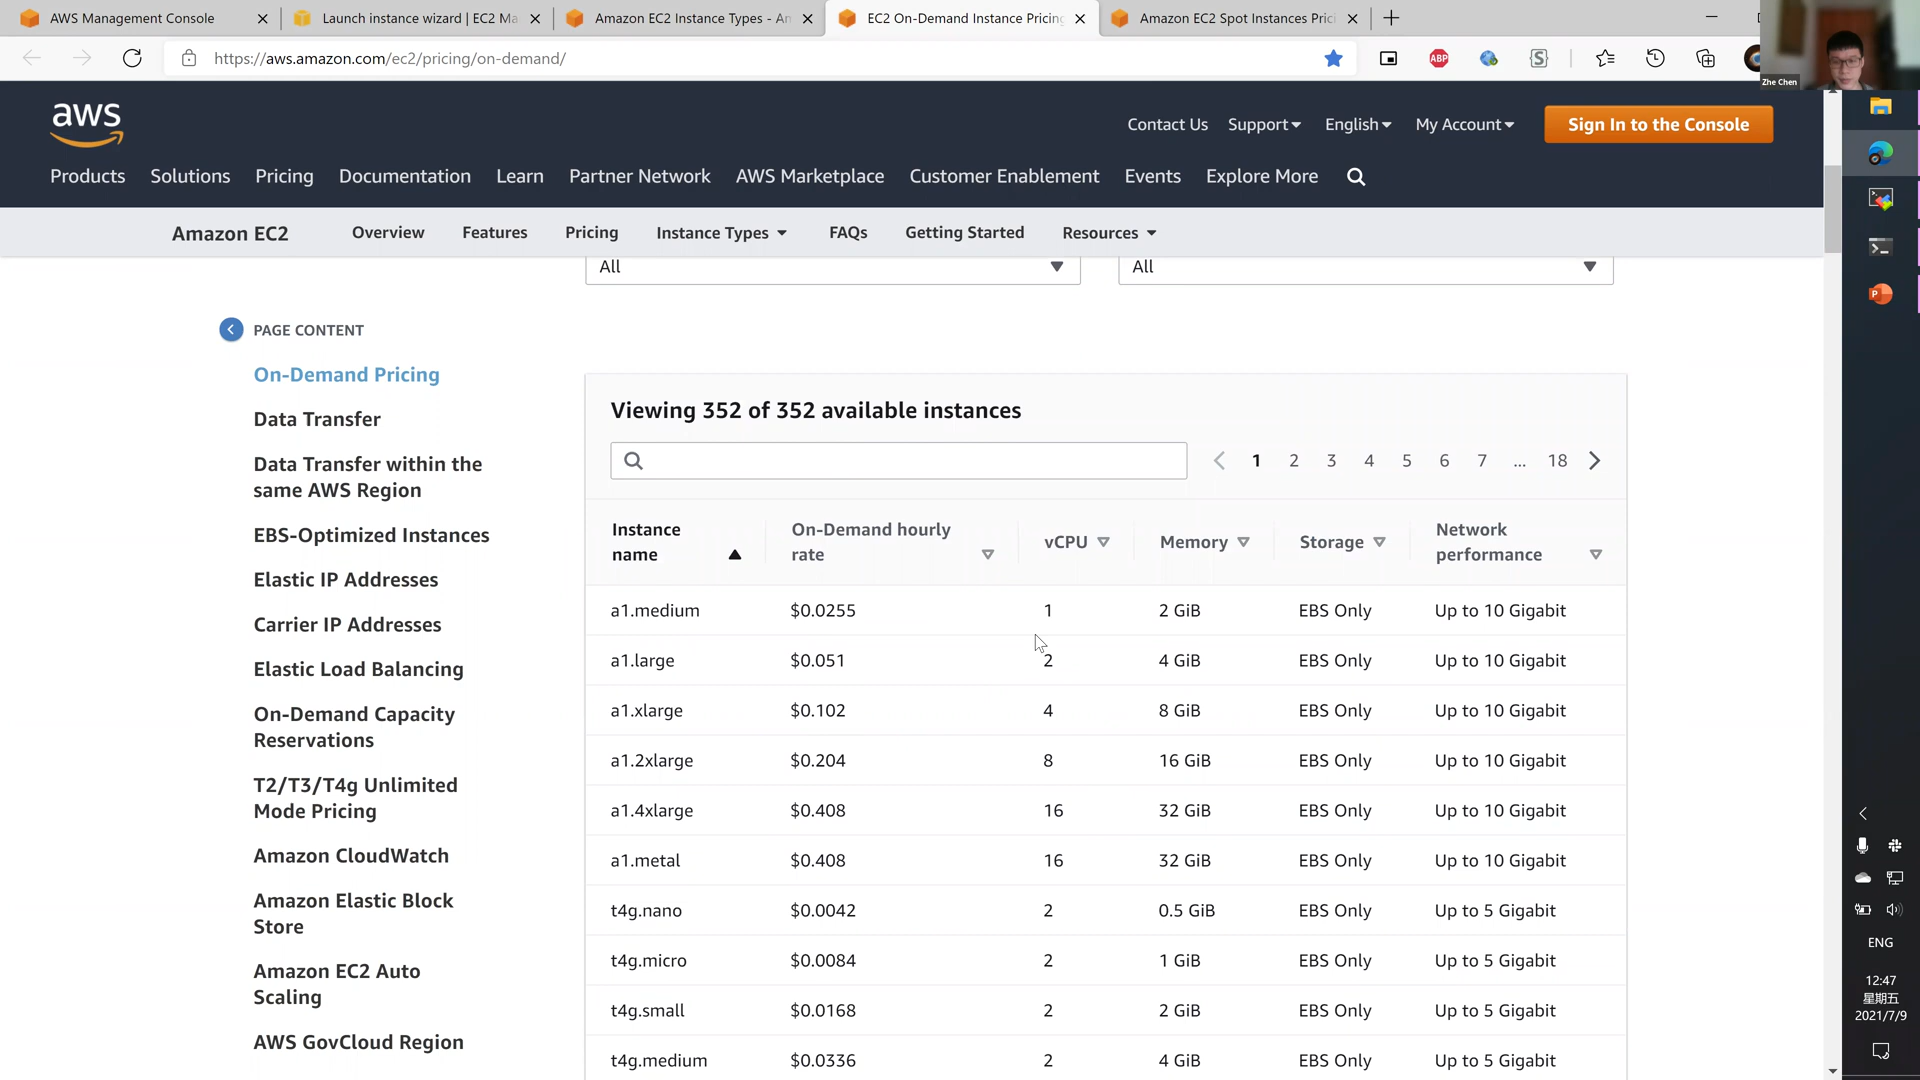 AWS Management Console
Launch instance wizard | EC2 Ma
Amazon EC2 Instance Types - An
EC2 On-Demand Instance Pricing
Amazon EC2 Spot Instances Pric
https://aws.amazon.com/ec2/pricing/on-demand/
ABP
Zhe Chen
aws
Contact Us Support English My Account Sign In to the Console
Products Solutions Pricing Documentation Learn Partner Network AWS Marketplace Customer Enablement Events Explore More
Amazon EC2 Overview Features Pricing Instance Types FAQs Getting Started Resources
All All
PAGE CONTENT
On-Demand Pricing
Data Transfer
Data Transfer within the
same AWS Region
EBS-Optimized Instances
Elastic IP Addresses
Carrier IP Addresses
Elastic Load Balancing
On-Demand Capacity
Reservations
T2/T3/T4g Unlimited
Mode Pricing
Amazon CloudWatch
Amazon Elastic Block
Store
Amazon EC2 Auto
Scaling
AWS GovCloud Region
Viewing 352 of 352 available instances
1 2 3 4 5 6 7 ... 18
Instance
name
On-Demand hourly
rate
vCPU
Memory
Storage
Network
performance
a1.medium $0.0255 1 2 GiB EBS Only Up to 10 Gigabit
a1.large $0.051 2 4 GiB EBS Only Up to 10 Gigabit
a1.xlarge $0.102 4 8 GiB EBS Only Up to 10 Gigabit
a1.2xlarge $0.204 8 16 GiB EBS Only Up to 10 Gigabit
a1.4xlarge $0.408 16 32 GiB EBS Only Up to 10 Gigabit
a1.metal $0.408 16 32 GiB EBS Only Up to 10 Gigabit
t4g.nano $0.0042 2 0.5 GiB EBS Only Up to 5 Gigabit
t4g.micro $0.0084 2 1 GiB EBS Only Up to 5 Gigabit
t4g.small $0.0168 2 2 GiB EBS Only Up to 5 Gigabit
t4g.medium $0.0336 2 4 GiB EBS Only Up to 5 Gigabit
ENG
12:47
星期五
2021/7/9